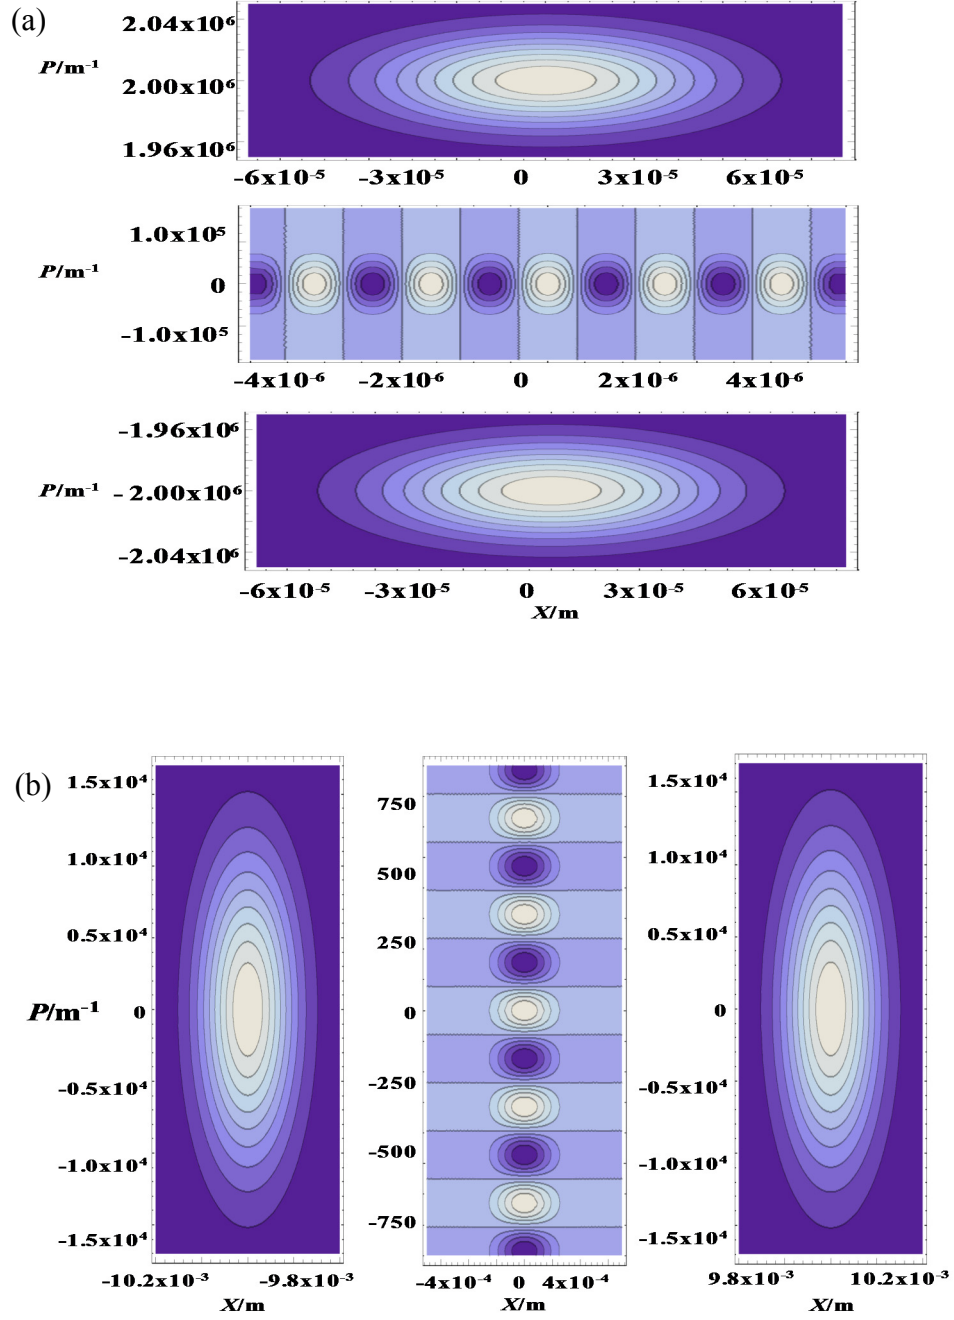 (a)
2.04x10⁶
P/m⁻¹
2.00x10⁶
1.96x10⁶
-6x10⁻⁵ -3x10⁻⁵ 0 3x10⁻⁵ 6x10⁻⁵
1.0x10⁵
P/m⁻¹
0
-1.0x10⁵
-4x10⁻⁶ -2x10⁻⁶ 0 2x10⁻⁶ 4x10⁻⁶
-1.96x10⁶
P/m⁻¹ -2.00x10⁶
-2.04x10⁶
-6x10⁻⁵ -3x10⁻⁵ 0 3x10⁻⁵ 6x10⁻⁵
X/m
(b)
1.5x10⁴
1.0x10⁴
0.5x10⁴
P/m⁻¹ 0
-0.5x10⁴
-1.0x10⁴
-1.5x10⁴
-10.2x10⁻³ -9.8x10⁻³
X/m
750
500
250
0
-250
-500
-750
-4x10⁻⁴ 0 4x10⁻⁴
X/m
1.5x10⁴
1.0x10⁴
0.5x10⁴
0
-0.5x10⁴
-1.0x10⁴
-1.5x10⁴
9.8x10⁻³ 10.2x10⁻³
X/m